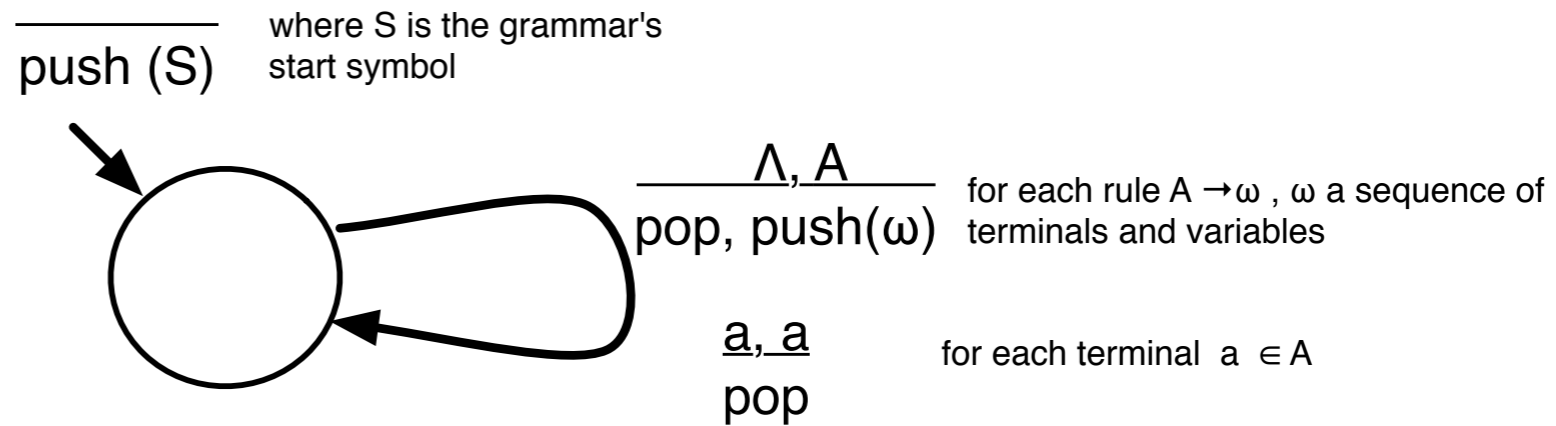 push (S)
where S is the grammar's
start symbol
Λ, A
pop, push(ω)
for each rule A →ω , ω a sequence of
terminals and variables
a, a
pop
for each terminal a ∈ A